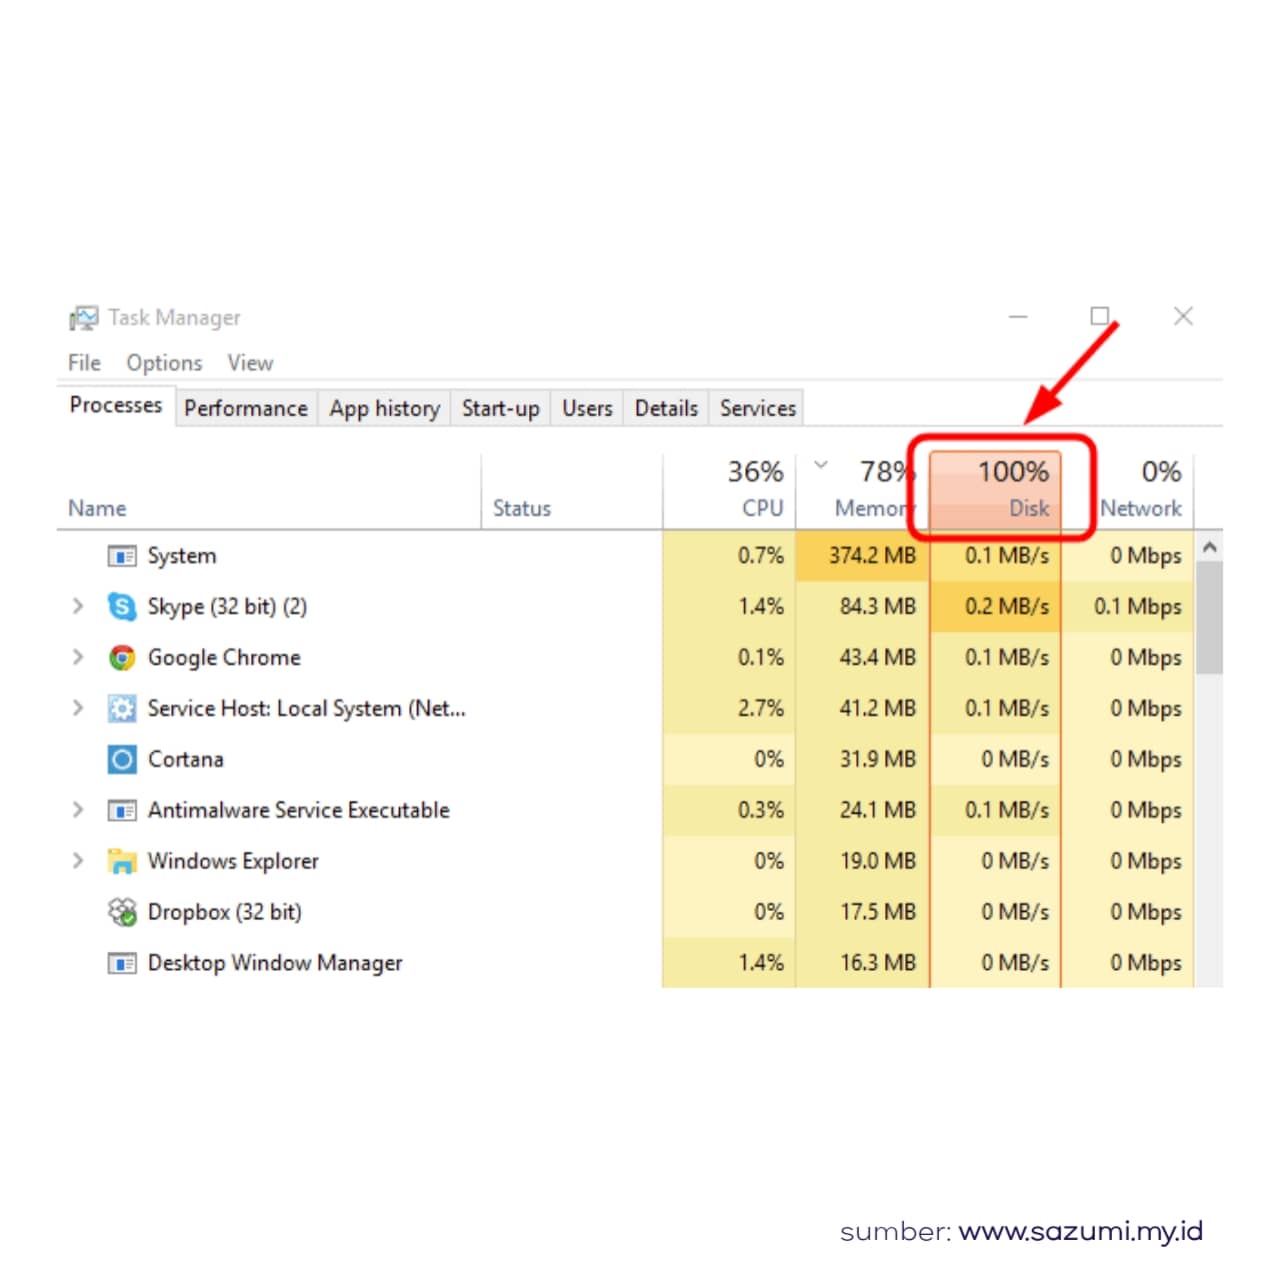 Task Manager
File Options View
Processes Performance App history Start-up Users Details Services
36% 78% 100% 0%
Name Status CPU Memory Disk Network
System 0.7% 374.2 MB 0.1 MB/s 0 Mbps
Skype (32 bit) (2) 1.4% 84.3 MB 0.2 MB/s 0.1 Mbps
Google Chrome 0.1% 43.4 MB 0.1 MB/s 0 Mbps
Service Host: Local System (Net... 2.7% 41.2 MB 0.1 MB/s 0 Mbps
Cortana 0% 31.9 MB 0 MB/s 0 Mbps
Antimalware Service Executable 0.3% 24.1 MB 0.1 MB/s 0 Mbps
Windows Explorer 0% 19.0 MB 0 MB/s 0 Mbps
Dropbox (32 bit) 0% 17.5 MB 0 MB/s 0 Mbps
Desktop Window Manager 1.4% 16.3 MB 0 MB/s 0 Mbps
sumber: www.sazumi.my.id